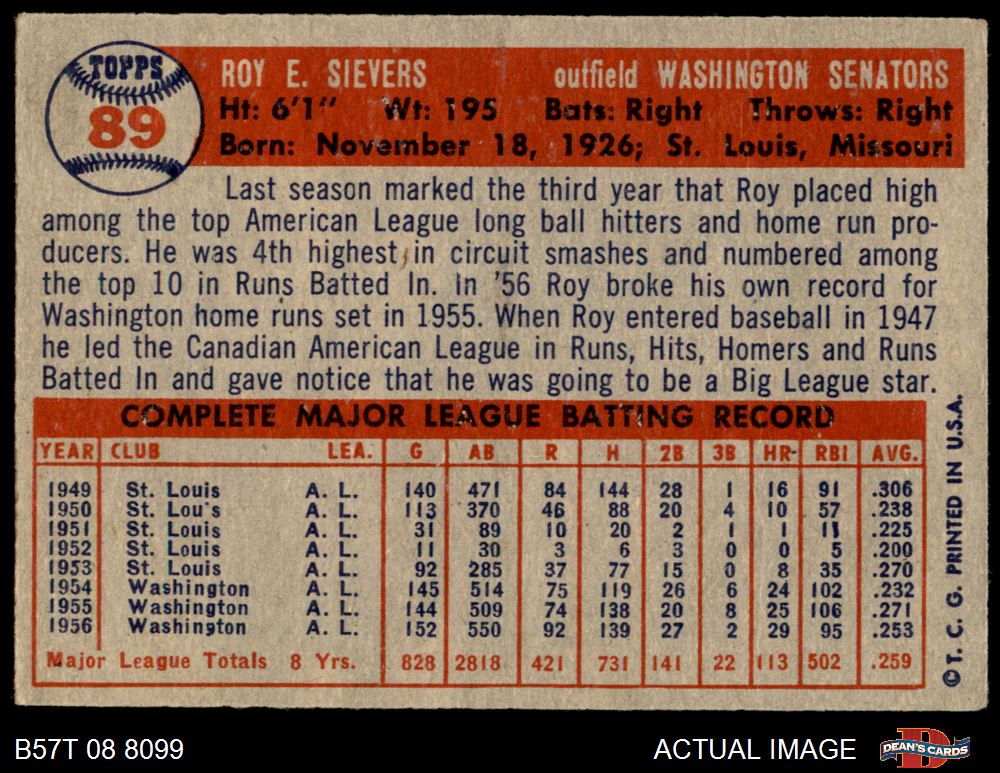 TOPPS
89
ROY E. SIEVERS outfield WASHINGTON SENATORS
Ht: 6'1" Wt: 195 Bats: Right Throws: Right
Born: November 18, 1926; St. Louis, Missouri
Last season marked the third year that Roy placed high
among the top American League long ball hitters and home run pro-
ducers. He was 4th highest in circuit smashes and numbered among
the top 10 in Runs Batted In. In '56 Roy broke his own record for
Washington home runs set in 1955. When Roy entered baseball in 1947
he led the Canadian American League in Runs, Hits, Homers and Runs
Batted In and gave notice that he was going to be a Big League star.
COMPLETE MAJOR LEAGUE BATTING RECORD
YEAR CLUB LEA. G AB R H 2B 3B HR RBI AVG.
1949 St. Louis A. L. 140 471 84 144 28 1 16 91 .306
1950 St. Lou's A. L. 113 370 46 88 20 4 10 57 .238
1951 St. Louis A. L. 31 89 10 20 2 1 1 11 .225
1952 St. Louis A. L. 11 30 3 6 3 0 0 5 .200
1953 St. Louis A. L. 92 285 37 77 15 0 8 35 .270
1954 Washington A. L. 145 514 75 119 26 6 24 102 .232
1955 Washington A. L. 144 509 74 138 20 8 25 106 .271
1956 Washington A. L. 152 550 92 139 27 2 29 95 .253
Major League Totals 8 Yrs. 828 2818 421 731 141 22 113 502 .259
©T. C. G. PRINTED IN U.S.A.
B57T 08 8099 ACTUAL IMAGE DEAN'S CARDS